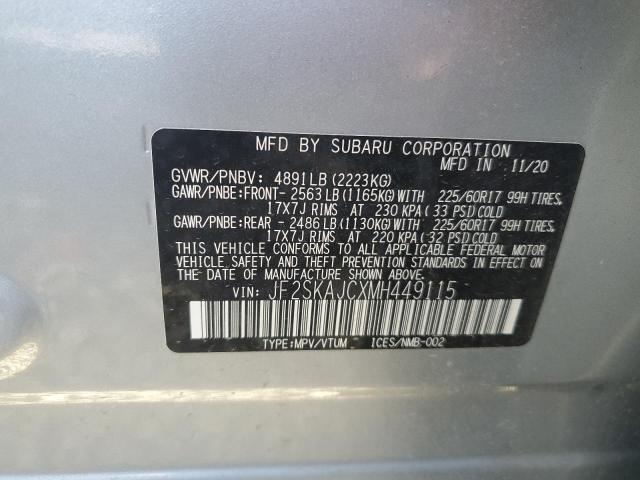 MFD BY SUBARU CORPORATION
MFD IN 11/20
GVWR/PNBV: 4891LB (2223KG)
GAWR/PNBE:FRONT- 2563 LB (1165KG) WITH 225/60R17 99H TIRES,
17X7J RIMS AT 230 KPA (33 PSI) COLD
GAWR/PNBE:REAR - 2486 LB (1130KG) WITH 225/60R17 99H TIRES,
17X7J RIMS AT 220 KPA (32 PSI) COLD
THIS VEHICLE CONFORMS TO ALL APPLICABLE FEDERAL MOTOR
VEHICLE SAFETY AND THEFT PREVENTION STANDARDS IN EFFECT ON
THE DATE OF MANUFACTURE SHOWN ABOVE.
VIN: JF2SKAJCXMH449115
TYPE:MPV/VTUM ICES/NMB-002